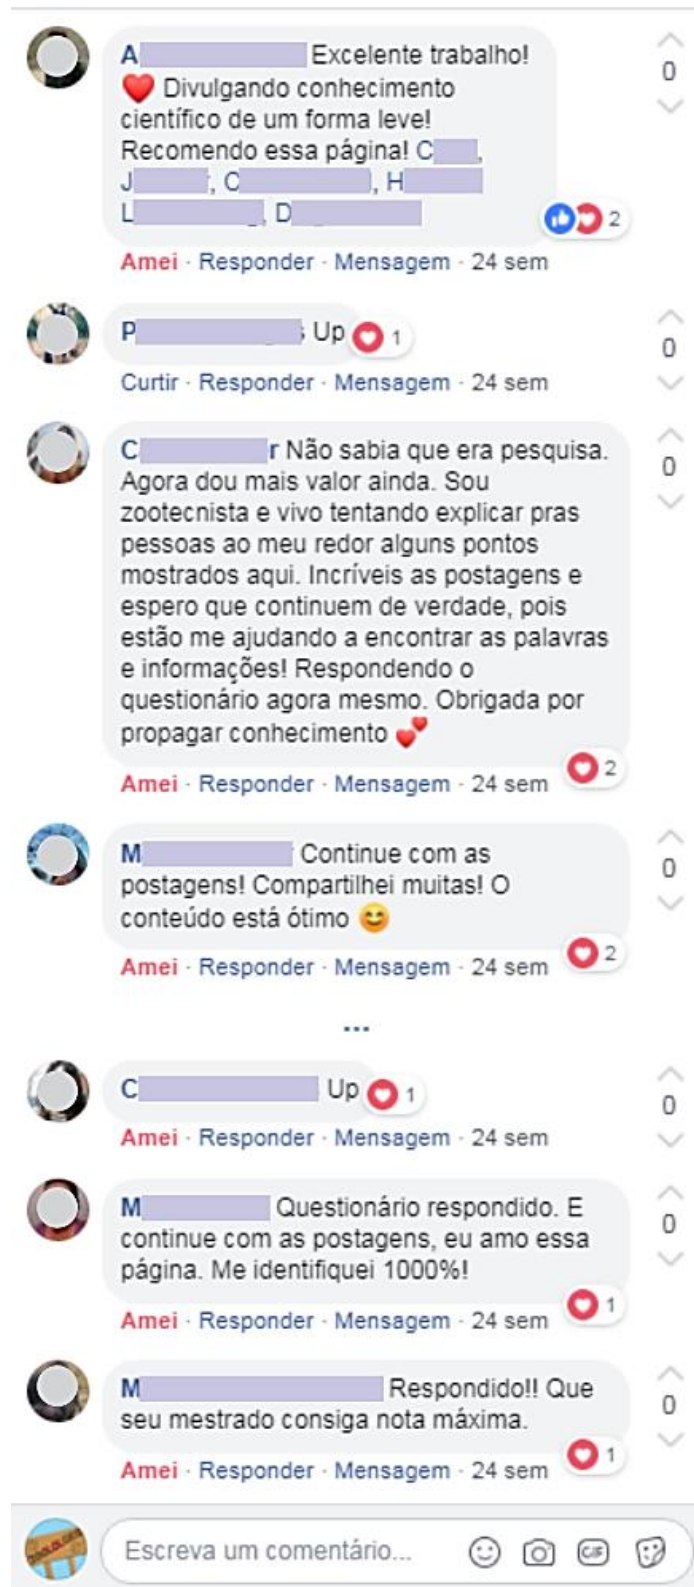 A Excelente trabalho!
❤️ Divulgando conhecimento
científico de um forma leve!
Recomendo essa página! C ,
J , C , H
L , D
2
0
Amei · Responder · Mensagem · 24 sem
P Up 1
0
Curtir · Responder · Mensagem · 24 sem
C r Não sabia que era pesquisa.
Agora dou mais valor ainda. Sou
zootecnista e vivo tentando explicar pras
pessoas ao meu redor alguns pontos
mostrados aqui. Incríveis as postagens e
espero que continuem de verdade, pois
estão me ajudando a encontrar as palavras
e informações! Respondendo o
questionário agora mesmo. Obrigada por
propagar conhecimento 💕
2
0
Amei · Responder · Mensagem · 24 sem
M Continue com as
postagens! Compartilhei muitas! O
conteúdo está ótimo 😊
2
0
Amei · Responder · Mensagem · 24 sem
...
C Up 1
0
Amei · Responder · Mensagem · 24 sem
M Questionário respondido. E
continue com as postagens, eu amo essa
página. Me identifiquei 1000%!
1
0
Amei · Responder · Mensagem · 24 sem
M Respondido!! Que
seu mestrado consiga nota máxima.
1
0
Amei · Responder · Mensagem · 24 sem
Escreva um comentário...
GIF